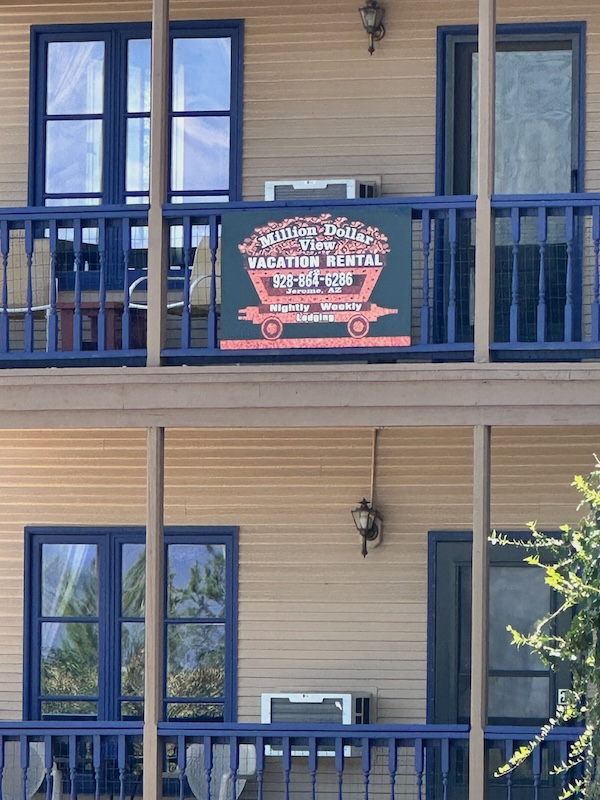 Million Dollar
View
VACATION RENTAL
928-864-6286
Jerome, AZ
Nightly Weekly
Lodging